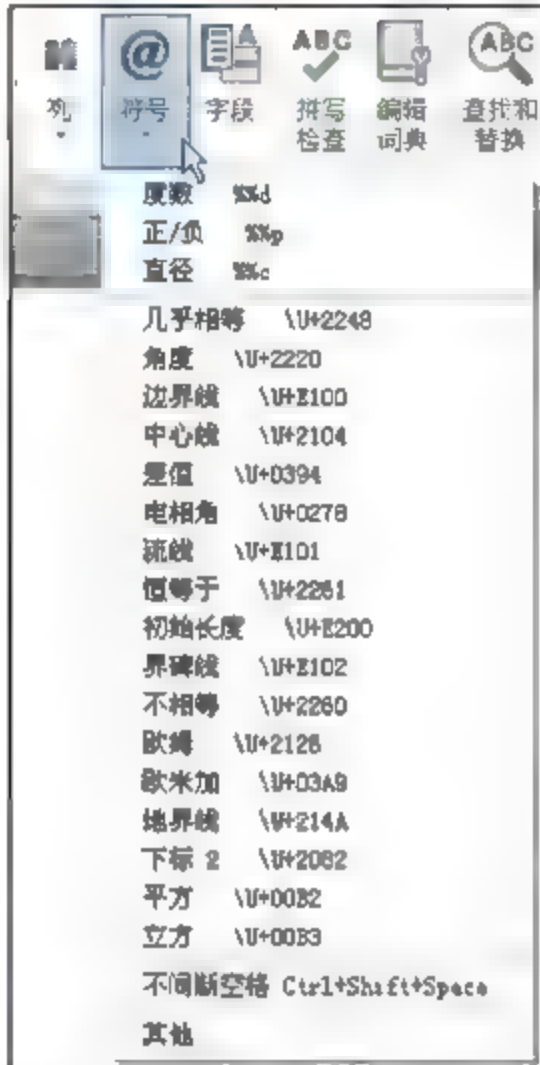 @
A
ABC
ABC
列
符号
字段
拼写
检查
编辑
词典
查找和
替换
度数 %%d
正/负 %%p
直径 %%c
几乎相等 \U+2248
角度 \U+2220
边界线 \U+E100
中心线 \U+2104
差值 \U+0394
电相角 \U+0278
流线 \U+E101
恒等于 \U+2261
初始长度 \U+E200
界碑线 \U+E102
不相等 \U+2260
欧姆 \U+2126
欧米加 \U+03A9
地界线 \U+214A
下标 2 \U+2082
平方 \U+00B2
立方 \U+00B3
不间断空格 Ctrl+Shift+Space
其他